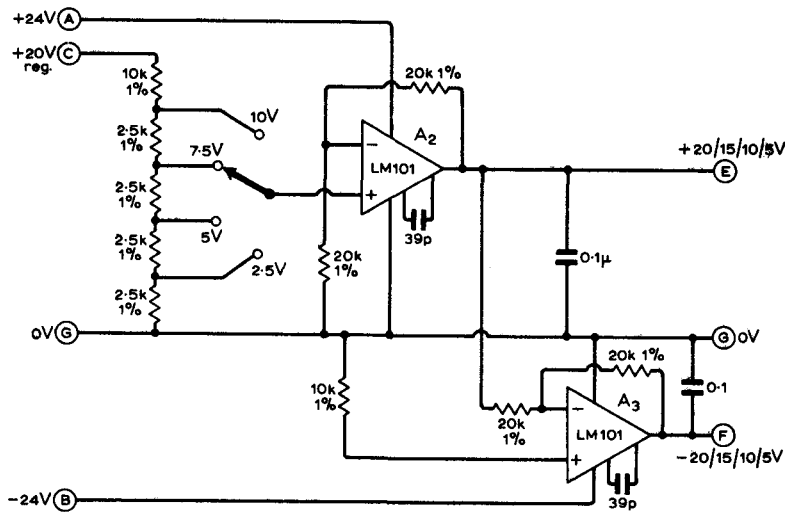 +24V A
+20V C
reg.
10k
1%
10V
2.5k
1%
7.5V
2.5k
1%
5V
2.5k
1%
2.5V
2.5k
1%
0V G
20k 1%
A2
−
LM101
+
39p
20k
1%
+20/15/10/5V
E
0.1μ
G 0V
10k
1%
20k 1%
20k
1%
A3
−
LM101
+
39p
0.1
F
−20/15/10/5V
−24V B